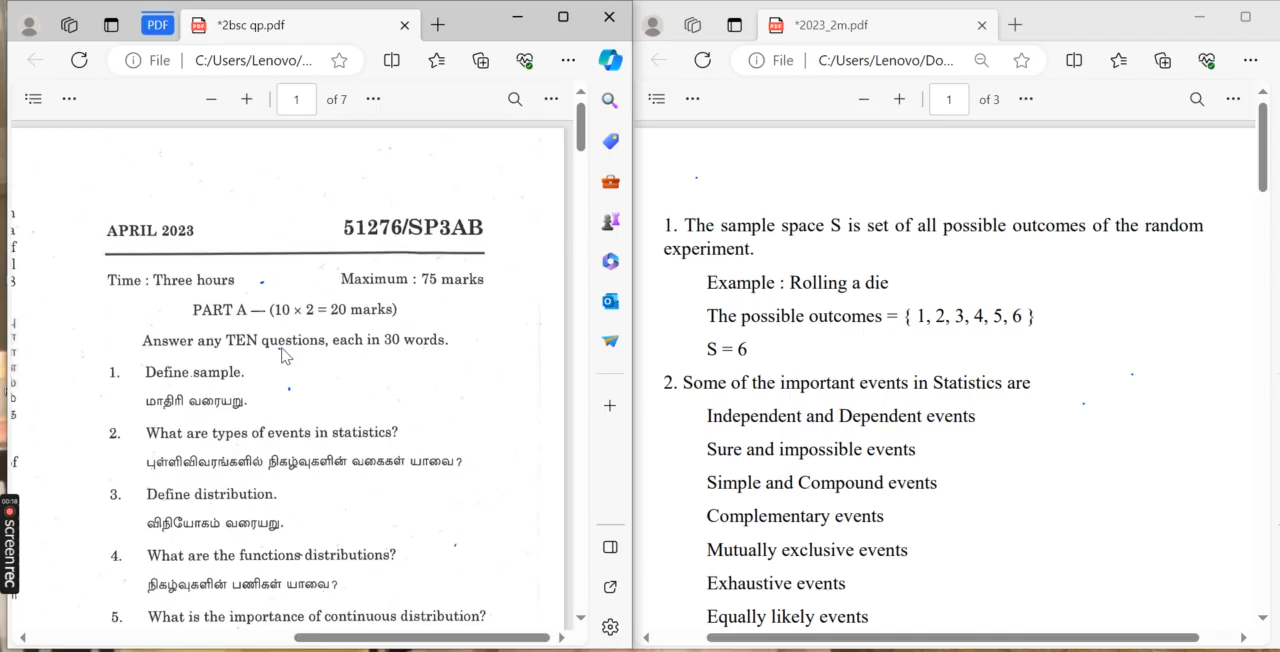 PDF
*2bsc qp.pdf
File
C:/Users/Lenovo/...
1 of 7
APRIL 2023
51276/SP3AB
Time : Three hours
Maximum : 75 marks
PART A — (10 × 2 = 20 marks)
Answer any TEN questions, each in 30 words.
1. Define sample.
மாதிரி வரையறு.
2. What are types of events in statistics?
புள்ளிவிவரங்களில் நிகழ்வுகளின் வகைகள் யாவை?
3. Define distribution.
விநியோகம் வரையறு.
4. What are the functions distributions?
நிகழ்வுகளின் பணிகள் யாவை?
5. What is the importance of continuous distribution?
00:18
screen rec
*2023_2m.pdf
File
C:/Users/Lenovo/Do...
1 of 3
1. The sample space S is set of all possible outcomes of the random
experiment.
Example : Rolling a die
The possible outcomes = { 1, 2, 3, 4, 5, 6 }
S = 6
2. Some of the important events in Statistics are
Independent and Dependent events
Sure and impossible events
Simple and Compound events
Complementary events
Mutually exclusive events
Exhaustive events
Equally likely events